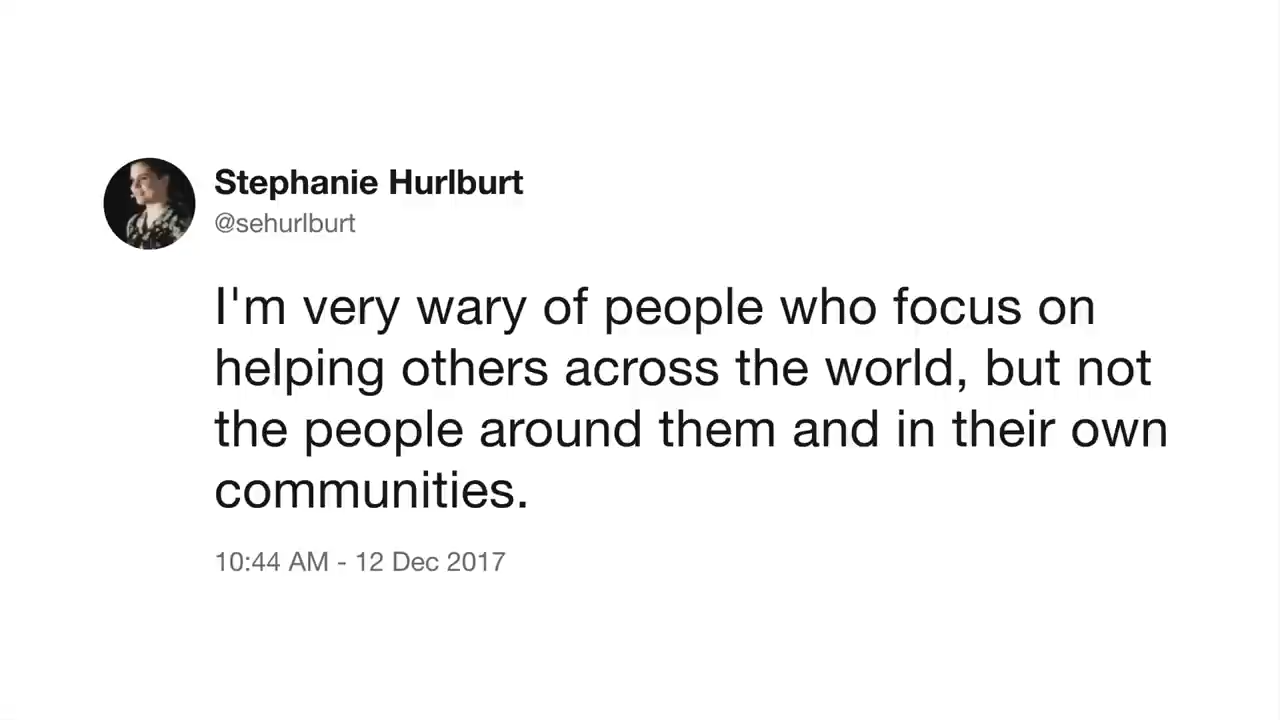 Stephanie Hurlburt
@sehurlburt
I'm very wary of people who focus on
helping others across the world, but not
the people around them and in their own
communities.
10:44 AM - 12 Dec 2017